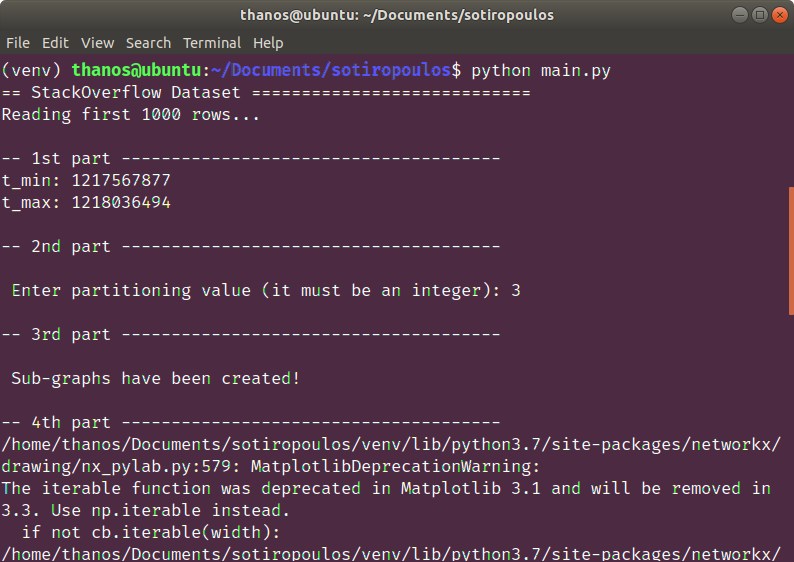 thanos@ubuntu: ~/Documents/sotiropoulos
File Edit View Search Terminal Help
(venv) thanos@ubuntu:~/Documents/sotiropoulos$ python main.py
== StackOverflow Dataset ============================
Reading first 1000 rows...
-- 1st part --------------------------------------
t_min: 1217567877
t_max: 1218036494
-- 2nd part --------------------------------------
Enter partitioning value (it must be an integer): 3
-- 3rd part --------------------------------------
Sub-graphs have been created!
-- 4th part --------------------------------------
/home/thanos/Documents/sotiropoulos/venv/lib/python3.7/site-packages/networkx/
drawing/nx_pylab.py:579: MatplotlibDeprecationWarning:
The iterable function was deprecated in Matplotlib 3.1 and will be removed in
3.3. Use np.iterable instead.
if not cb.iterable(width):
/home/thanos/Documents/sotiropoulos/venv/lib/python3.7/site-packages/networkx/